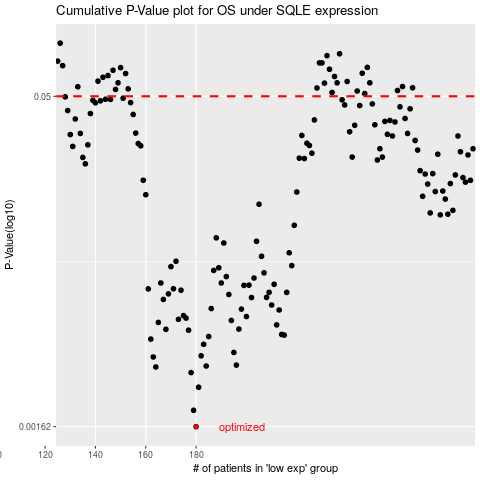 Cumulative P-Value plot for OS under SQLE expression
P-Value(log10)
0.05
0.00162
optimized
0 120 140 160 180
# of patients in 'low exp' group